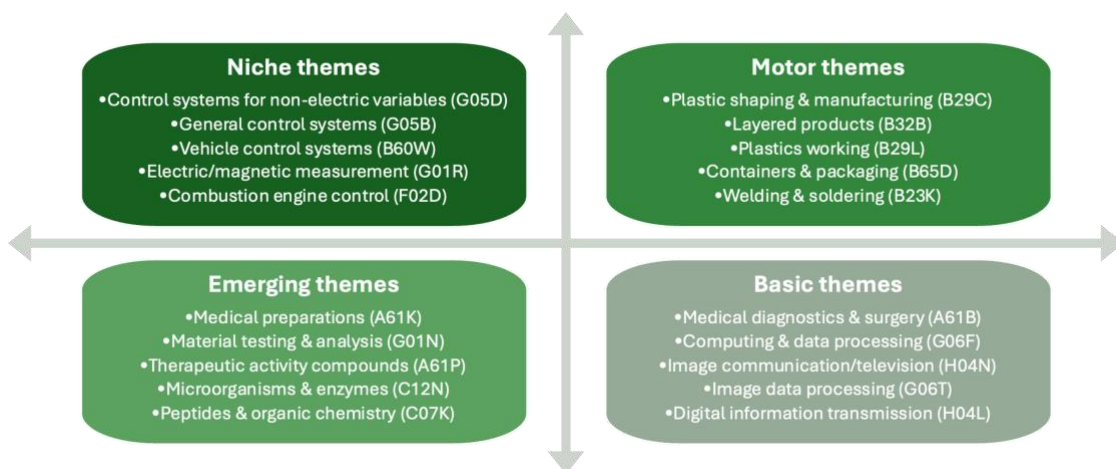 Niche themes
•Control systems for non-electric variables (G05D)
•General control systems (G05B)
•Vehicle control systems (B60W)
•Electric/magnetic measurement (G01R)
•Combustion engine control (F02D)
Motor themes
•Plastic shaping & manufacturing (B29C)
•Layered products (B32B)
•Plastics working (B29L)
•Containers & packaging (B65D)
•Welding & soldering (B23K)
Emerging themes
•Medical preparations (A61K)
•Material testing & analysis (G01N)
•Therapeutic activity compounds (A61P)
•Microorganisms & enzymes (C12N)
•Peptides & organic chemistry (C07K)
Basic themes
•Medical diagnostics & surgery (A61B)
•Computing & data processing (G06F)
•Image communication/television (H04N)
•Image data processing (G06T)
•Digital information transmission (H04L)